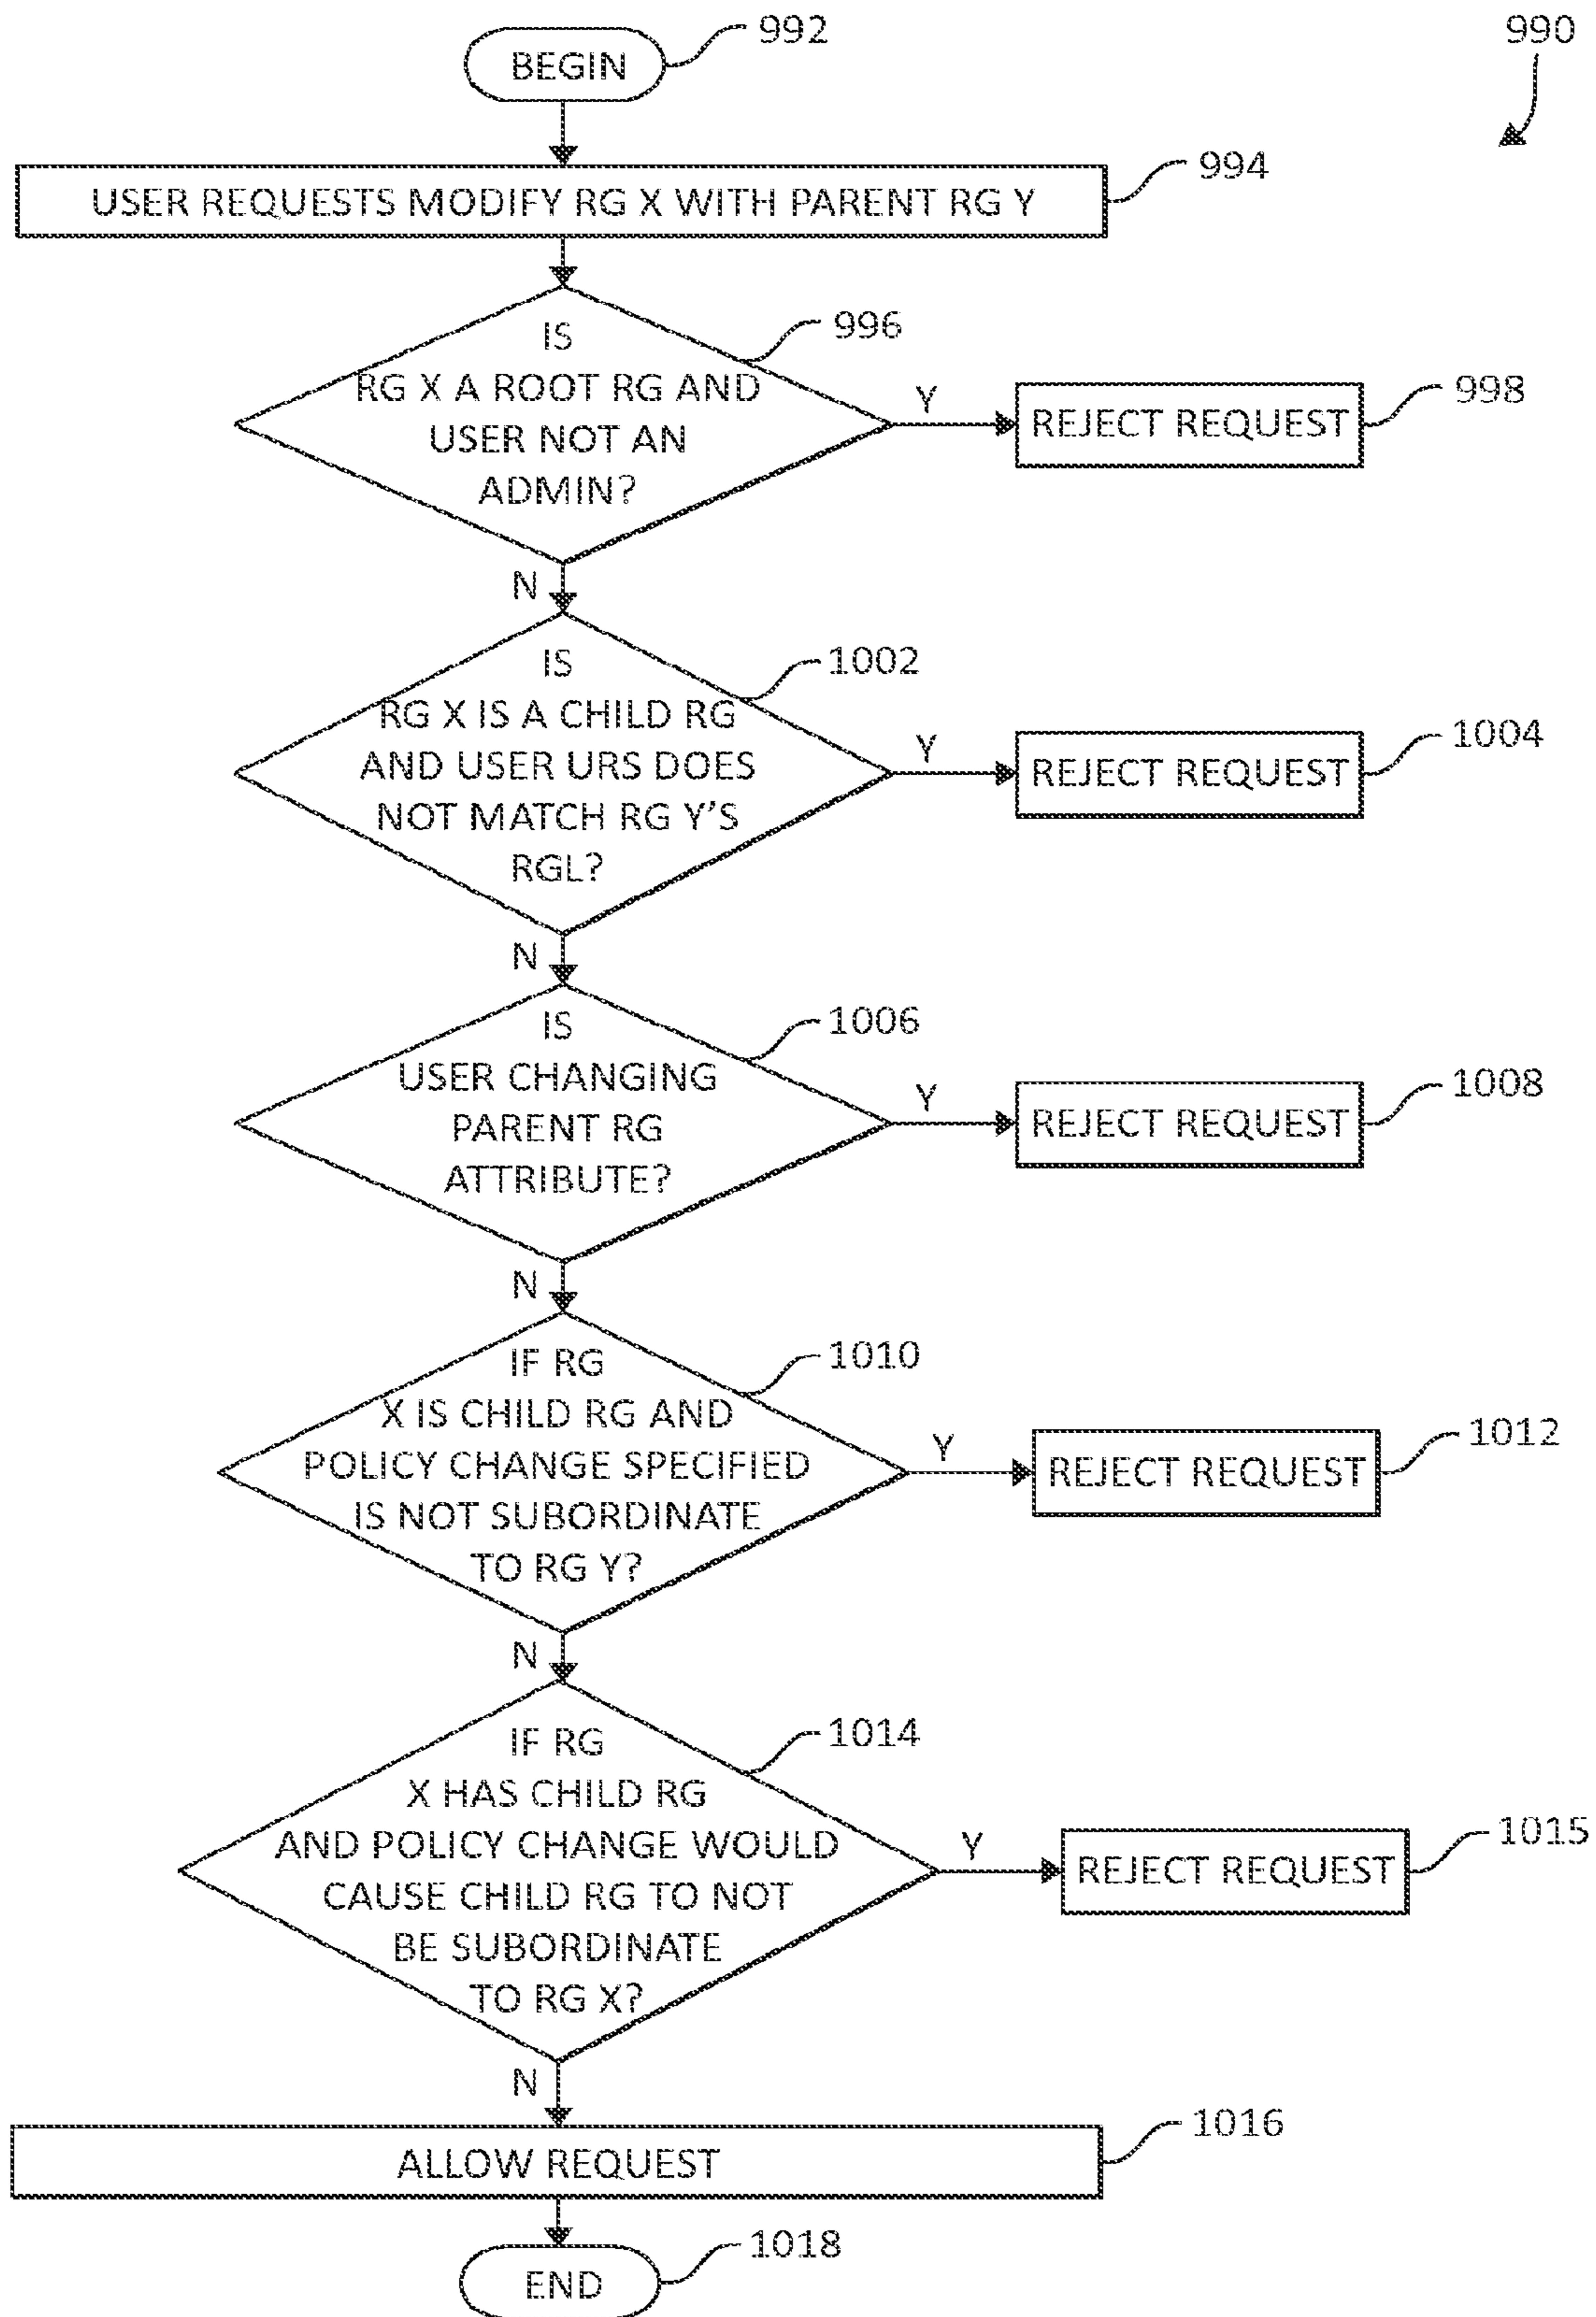 992
990
BEGIN
994
USER REQUESTS MODIFY RG X WITH PARENT RG Y
996
IS
RG X A ROOT RG AND
USER NOT AN
ADMIN?
Y
REJECT REQUEST
998
N
1002
IS
RG X IS A CHILD RG
AND USER URS DOES
NOT MATCH RG Y'S
RGL?
Y
REJECT REQUEST
1004
N
1006
IS
USER CHANGING
PARENT RG
ATTRIBUTE?
Y
REJECT REQUEST
1008
N
1010
IF RG
X IS CHILD RG AND
POLICY CHANGE SPECIFIED
IS NOT SUBORDINATE
TO RG Y?
Y
REJECT REQUEST
1012
N
1014
IF RG
X HAS CHILD RG
AND POLICY CHANGE WOULD
CAUSE CHILD RG TO NOT
BE SUBORDINATE
TO RG X?
Y
REJECT REQUEST
1015
N
1016
ALLOW REQUEST
1018
END